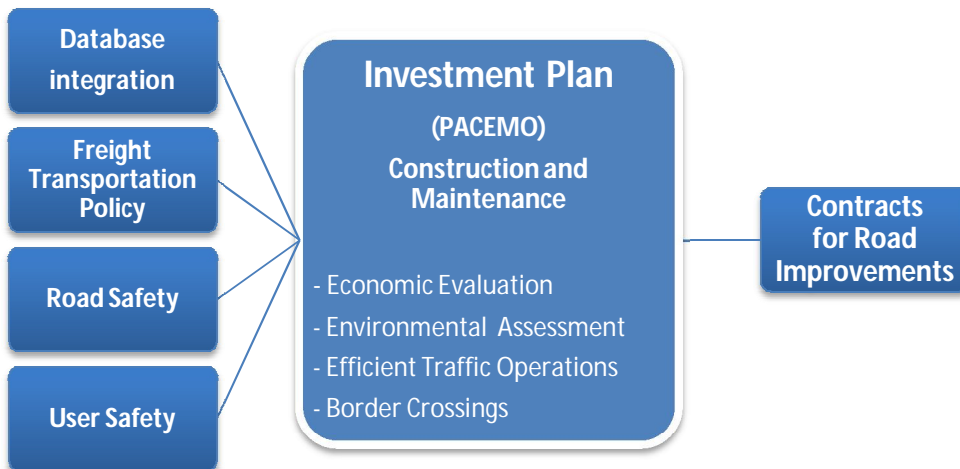 Database
integration
Freight
Transportation
Policy
Road Safety
User Safety
Investment Plan
(PACEMO)
Construction and
Maintenance
- Economic Evaluation
- Environmental Assessment
- Efficient Traffic Operations
- Border Crossings
Contracts
for Road
Improvements